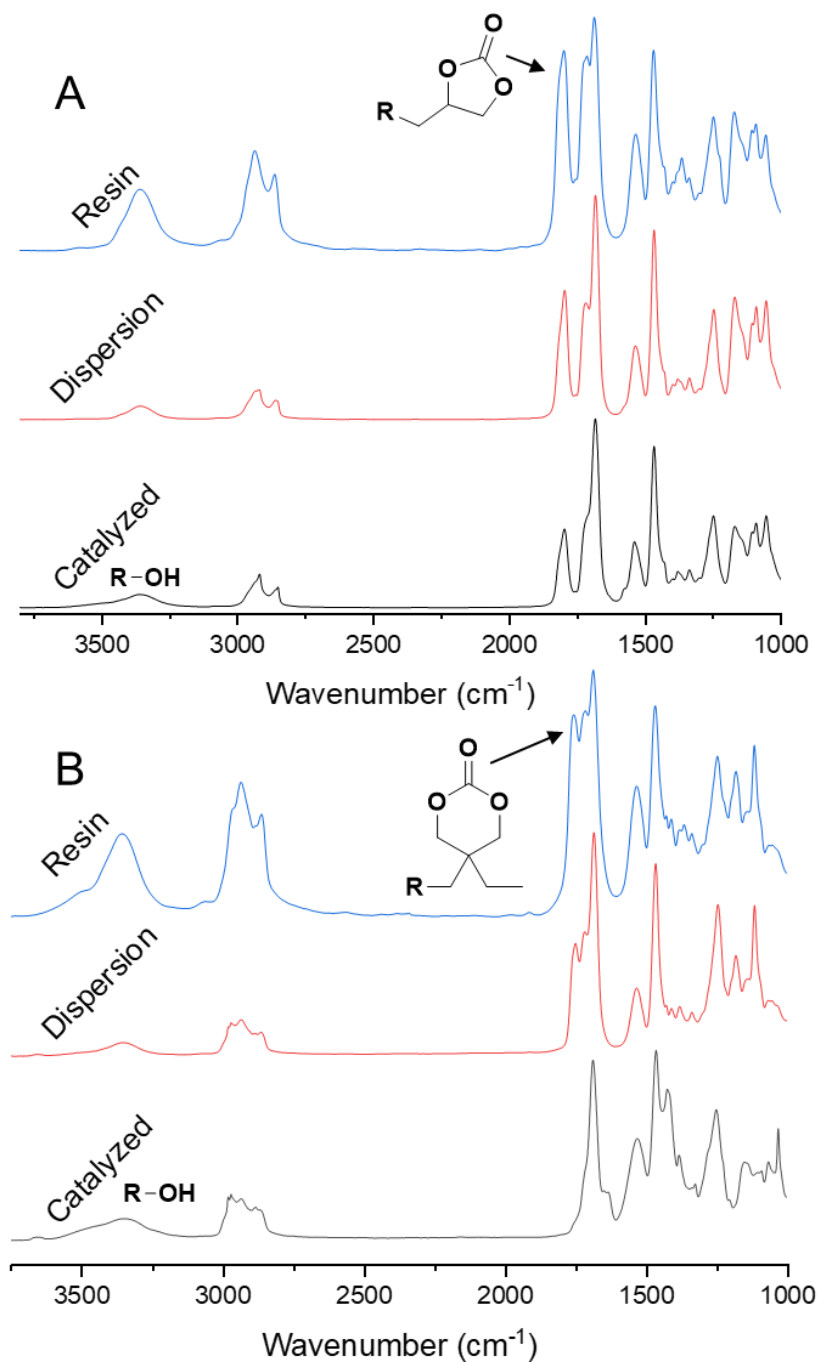 A
O
O
O
R
Resin
Dispersion
Catalyzed
R-OH
3500 3000 2500 2000 1500 1000
Wavenumber (cm⁻¹)
B
O
O O
R
Resin
Dispersion
Catalyzed
R-OH
3500 3000 2500 2000 1500 1000
Wavenumber (cm⁻¹)